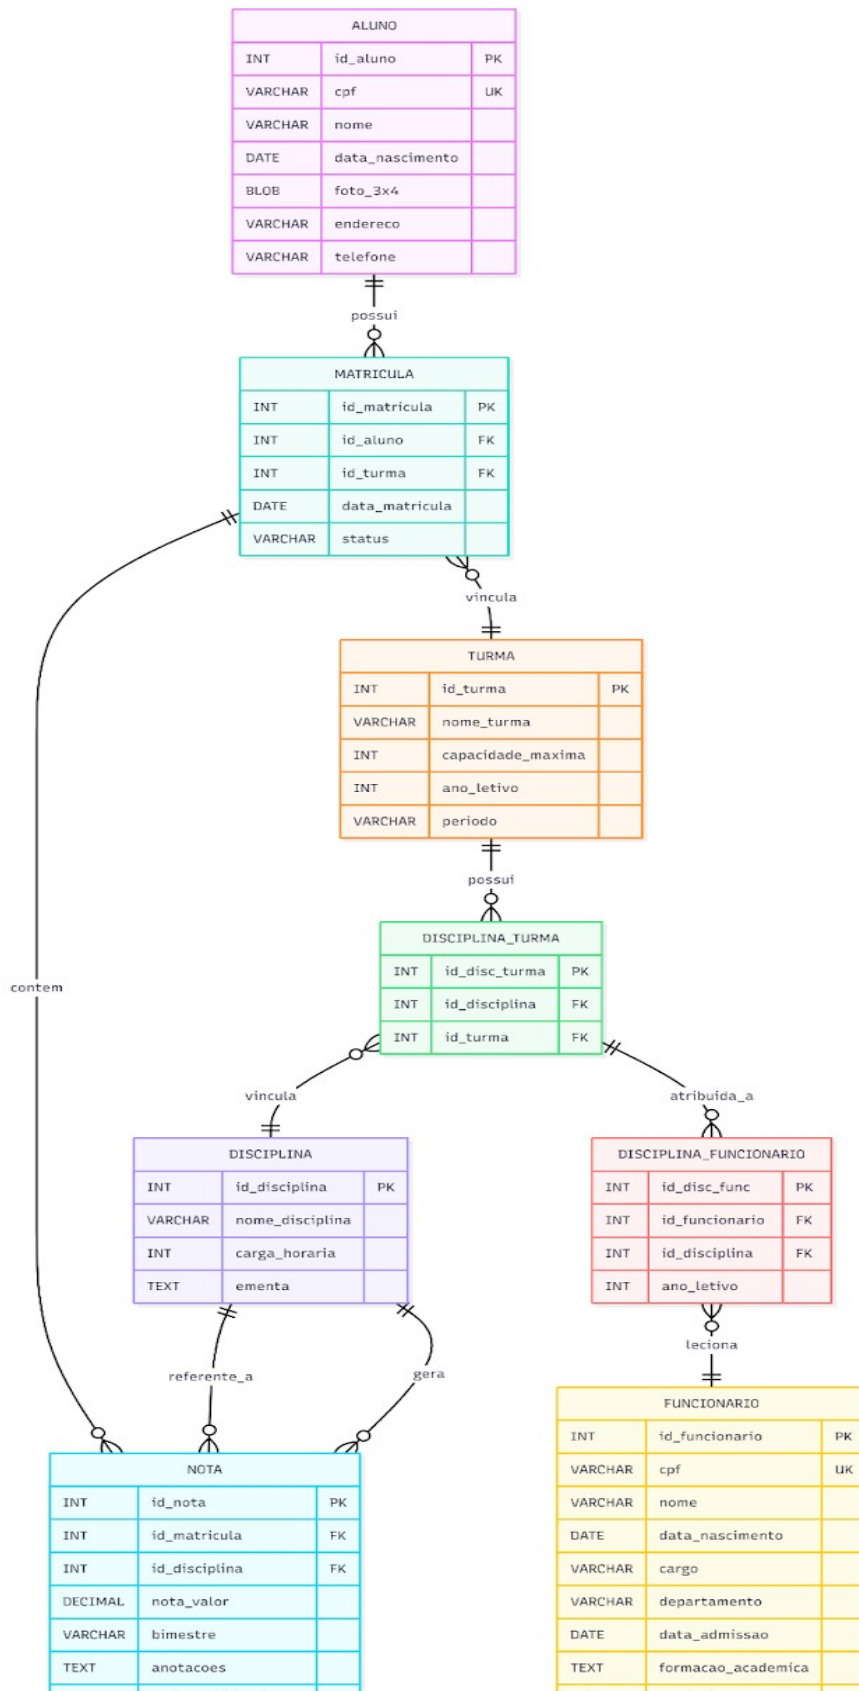 ALUNO
INT id_aluno PK
VARCHAR cpf UK
VARCHAR nome
DATE data_nascimento
BLOB foto_3x4
VARCHAR endereco
VARCHAR telefone
possui
MATRICULA
INT id_matricula PK
INT id_aluno FK
INT id_turma FK
DATE data_matricula
VARCHAR status
vincula
TURMA
INT id_turma PK
VARCHAR nome_turma
INT capacidade_maxima
INT ano_letivo
VARCHAR periodo
possui
DISCIPLINA_TURMA
INT id_disc_turma PK
INT id_disciplina FK
INT id_turma FK
contem
vincula
atribuida_a
DISCIPLINA
INT id_disciplina PK
VARCHAR nome_disciplina
INT carga_horaria
TEXT ementa
DISCIPLINA_FUNCIONARIO
INT id_disc_func PK
INT id_funcionario FK
INT id_disciplina FK
INT ano_letivo
referente_a
gera
leciona
NOTA
INT id_nota PK
INT id_matricula FK
INT id_disciplina FK
DECIMAL nota_valor
VARCHAR bimestre
TEXT anotacoes
FUNCIONARIO
INT id_funcionario PK
VARCHAR cpf UK
VARCHAR nome
DATE data_nascimento
VARCHAR cargo
VARCHAR departamento
DATE data_admissao
TEXT formacao_academica